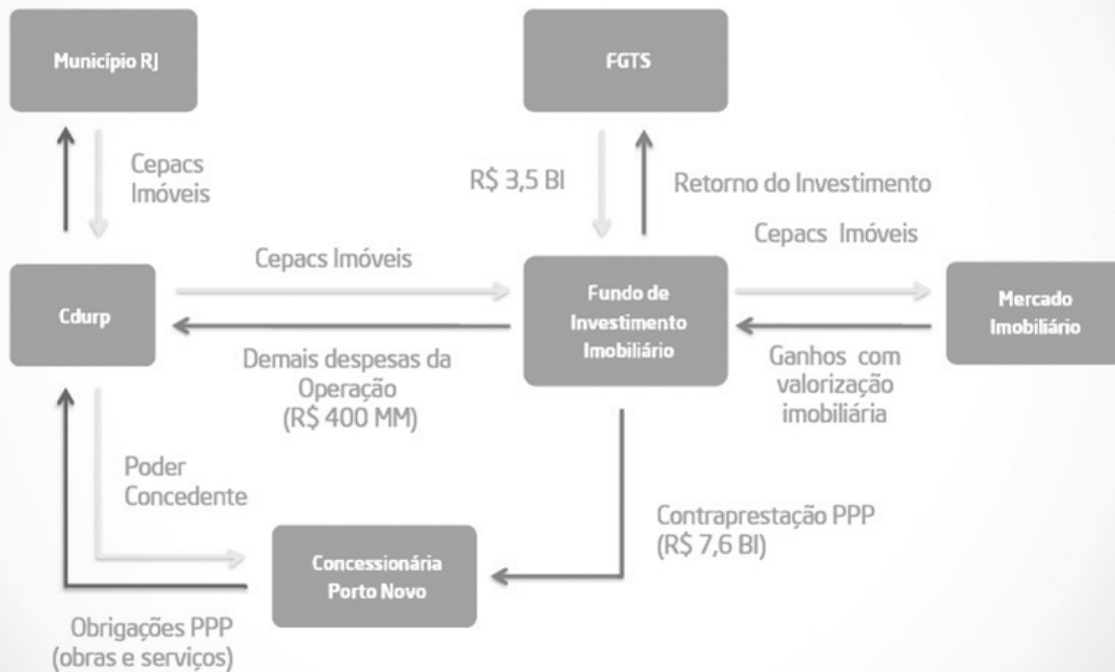 Município RJ
FGTS
Cepacs
Imóveis
R$ 3,5 BI
Retorno do Investimento
Cepacs Imóveis
Cepacs Imóveis
Cdurp
Fundo de
Investimento
Imobiliário
Mercado
Imobiliário
Demais despesas da
Operação
(R$ 400 MM)
Ganhos com
valorização
imobiliária
Poder
Concedente
Contraprestação PPP
(R$ 7,6 BI)
Concessionária
Porto Novo
Obrigações PPP
(obras e serviços)